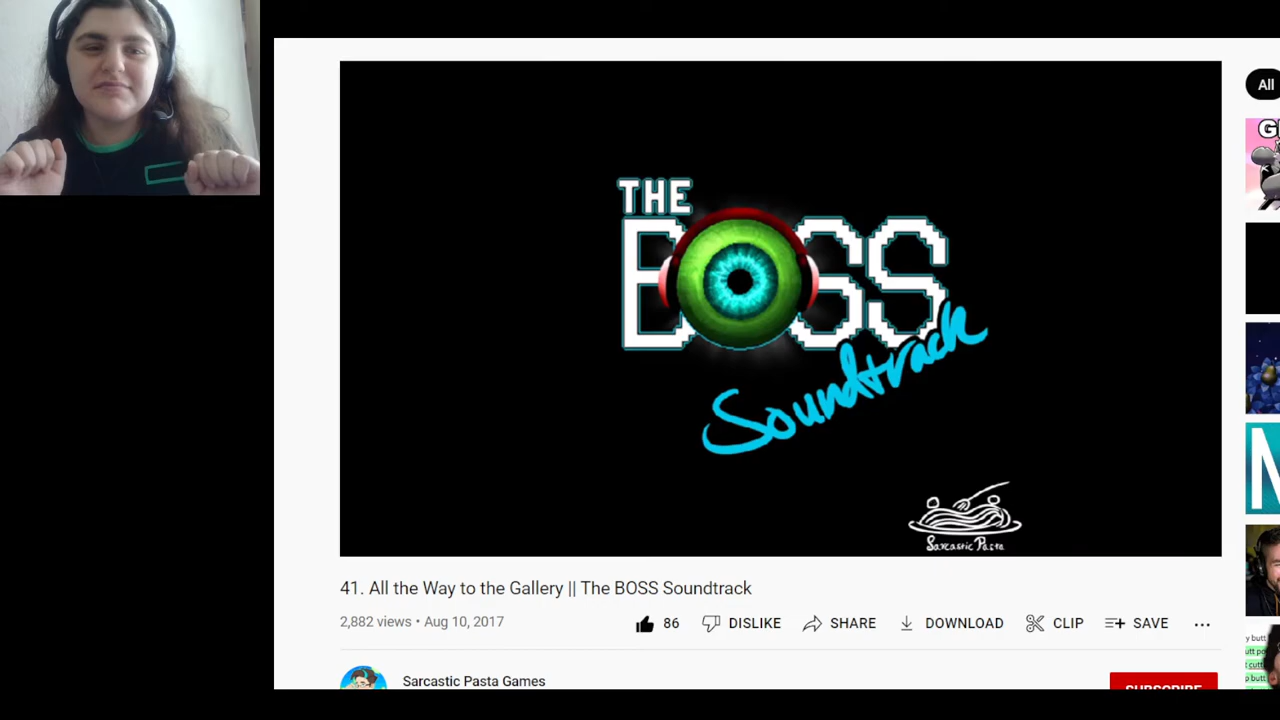 THE
BOSS
Soundtrack
Sarcastic Pasta
All
41. All the Way to the Gallery || The BOSS Soundtrack
2,882 views • Aug 10, 2017
86 DISLIKE SHARE DOWNLOAD CLIP SAVE ...
Sarcastic Pasta Games
SUBSCRIBE